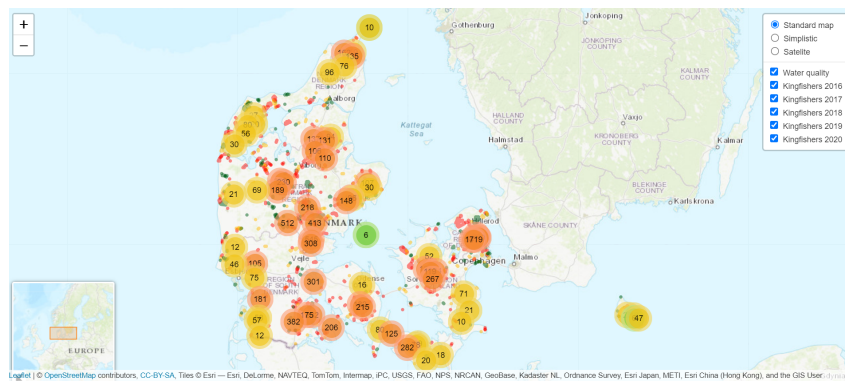 +
−
Standard map
Simplistic
Satelite
Water quality
Kingfishers 2016
Kingfishers 2017
Kingfishers 2018
Kingfishers 2019
Kingfishers 2020
Gothenburg
Jonkoping
JONKOPING
COUNTY
KALMAR
COUNTY
HALLAND
COUNTY
Vaxjo
KRONOBERG
COUNTY
Halmstad
Kalmar
BLEKINGE
COUNTY
Karlskrona
SKÅNE COUNTY
Malmo
Copenhagen
Kattegat
Sea
Aalborg
Vejle
10
76
96
56
30
131
110
30
148
21
69
189
218
512
413
308
6
12
46
105
75
1719
52
267
301
16
181
215
71
21
10
57
12
382
206
125
282
20
18
47
EUROPE
Leaflet | © OpenStreetMap contributors, CC-BY-SA, Tiles © Esri — Esri, DeLorme, NAVTEQ, TomTom, Intermap, iPC, USGS, FAO, NPS, NRCAN, GeoBase, Kadaster NL, Ordnance Survey, Esri Japan, METI, Esri China (Hong Kong), and the GIS User